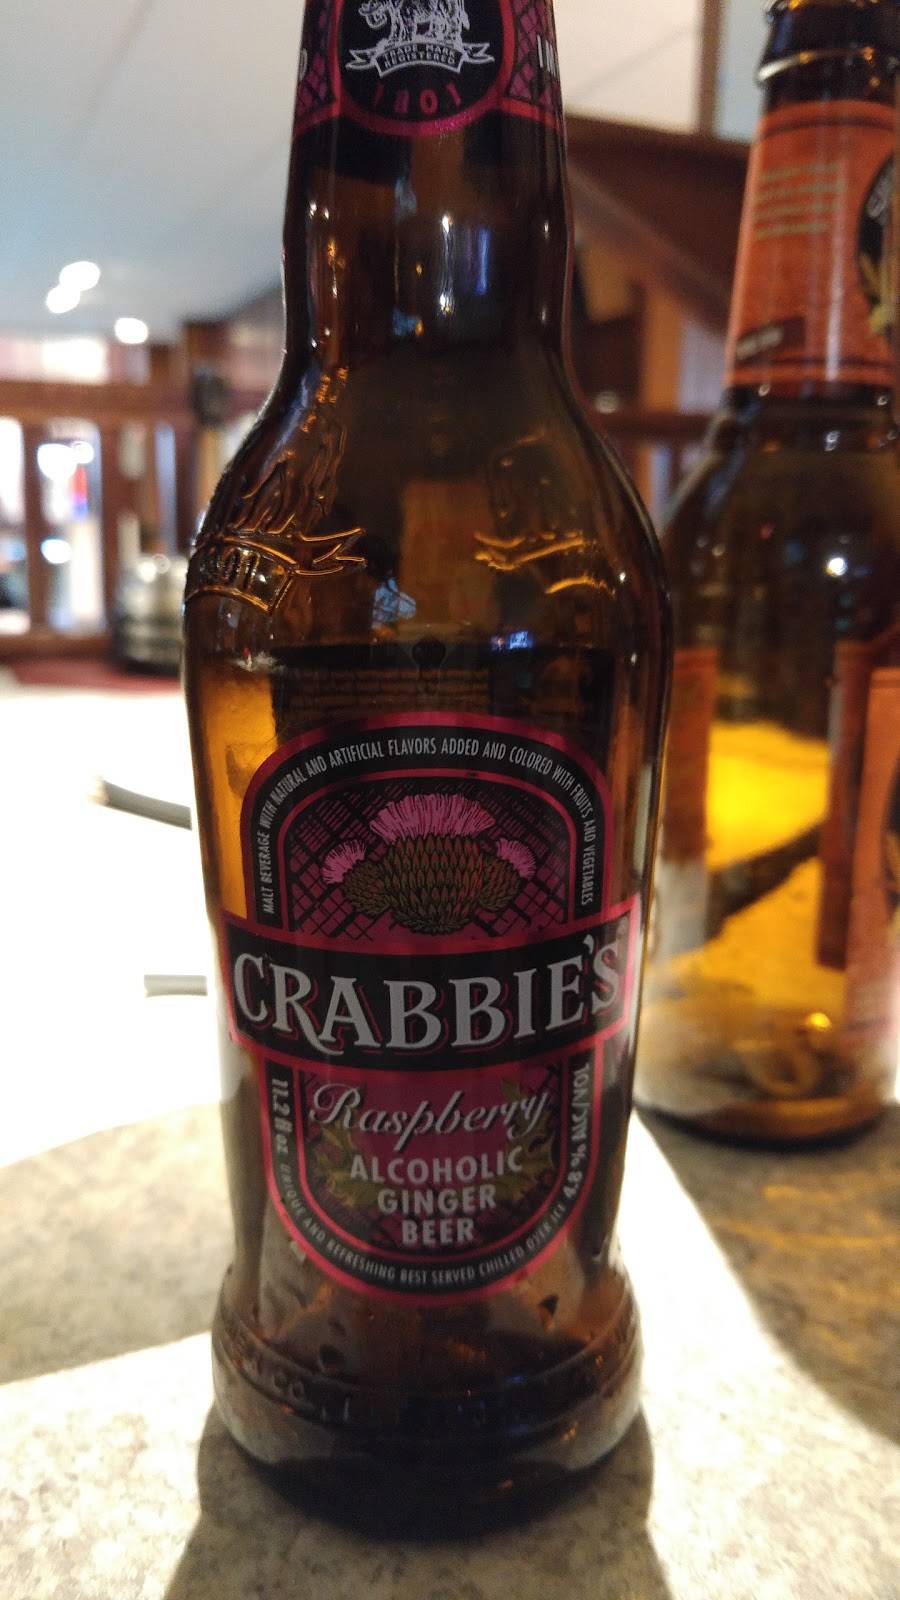 TRADE MARK
REGISTERED
1801
MALT BEVERAGE WITH NATURAL AND ARTIFICIAL FLAVORS ADDED AND COLORED WITH FRUITS AND VEGETABLES
CRABBIE'S
Raspberry
ALCOHOLIC
GINGER
BEER
11.2 fl oz
4.8% ALC/VOL
UNIQUE AND REFRESHING BEST SERVED CHILLED OVER ICE